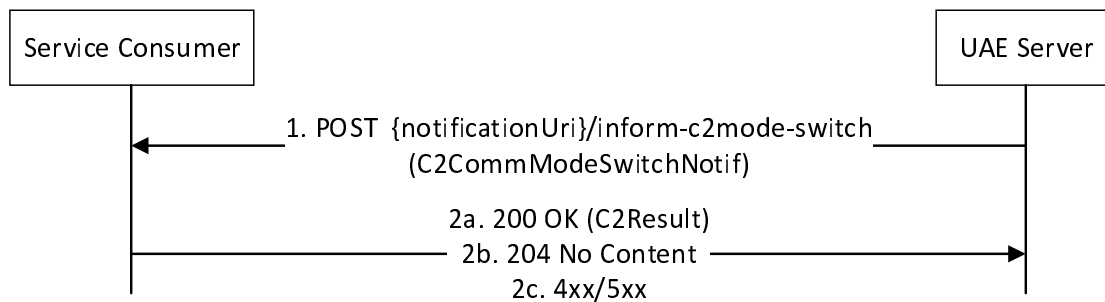 Service Consumer
UAE Server
1. POST {notificationUri}/inform-c2mode-switch
(C2CommModeSwitchNotif)
2a. 200 OK (C2Result)
2b. 204 No Content
2c. 4xx/5xx